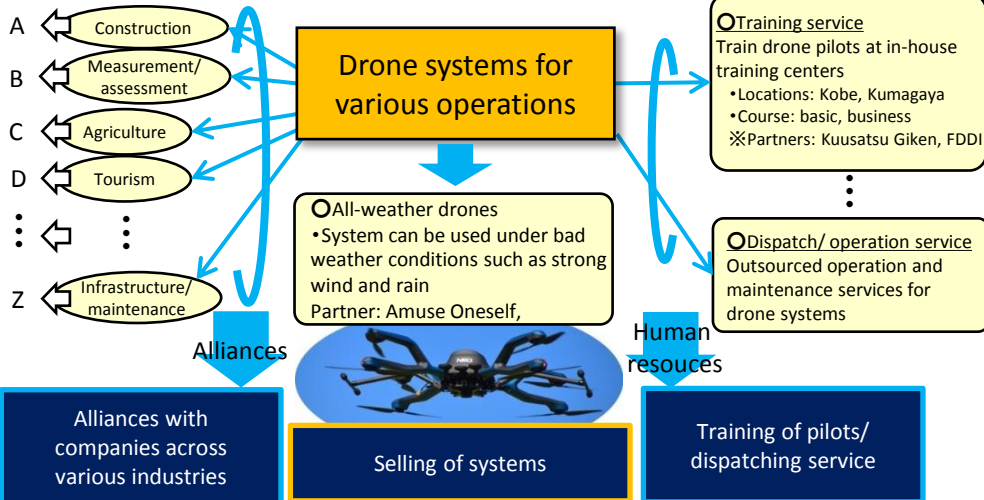 A
Construction
B
Measurement/
assessment
C
Agriculture
D
Tourism
Z
Infrastructure/
maintenance
Drone systems for
various operations
○All-weather drones
•System can be used under bad
weather conditions such as strong
wind and rain
Partner: Amuse Oneself,
○Training service
Train drone pilots at in-house
training centers
•Locations: Kobe, Kumagaya
•Course: basic, business
※Partners: Kuusatsu Giken, FDDI
○Dispatch/ operation service
Outsourced operation and
maintenance services for
drone systems
Alliances
Human
resouces
Alliances with
companies across
various industries
Selling of systems
Training of pilots/
dispatching service